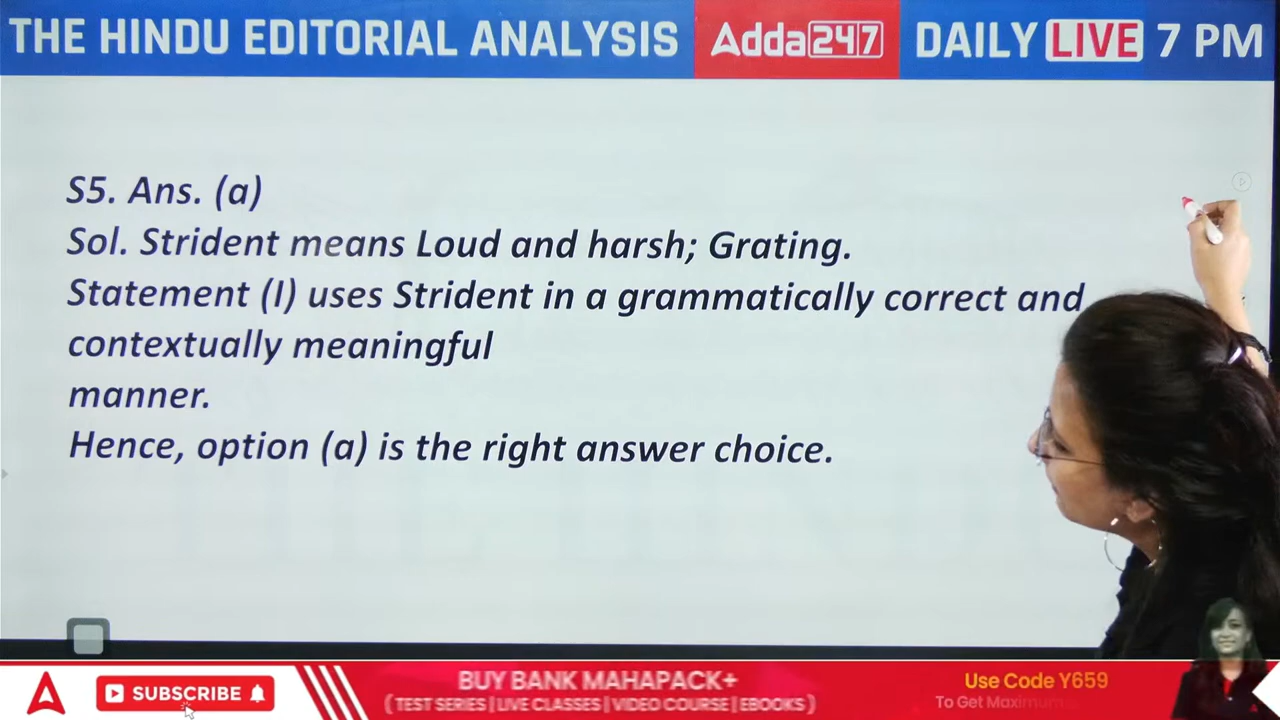 THE HINDU EDITORIAL ANALYSIS Adda247 DAILY LIVE 7 PM
S5. Ans. (a)
Sol. Strident means Loud and harsh; Grating.
Statement (I) uses Strident in a grammatically correct and
contextually meaningful
manner.
Hence, option (a) is the right answer choice.
SUBSCRIBE
BUY BANK MAHAPACK+
( TEST SERIES | LIVE CLASSES | VIDEO COURSE | EBOOKS )
Use Code Y659
To Get Maximum